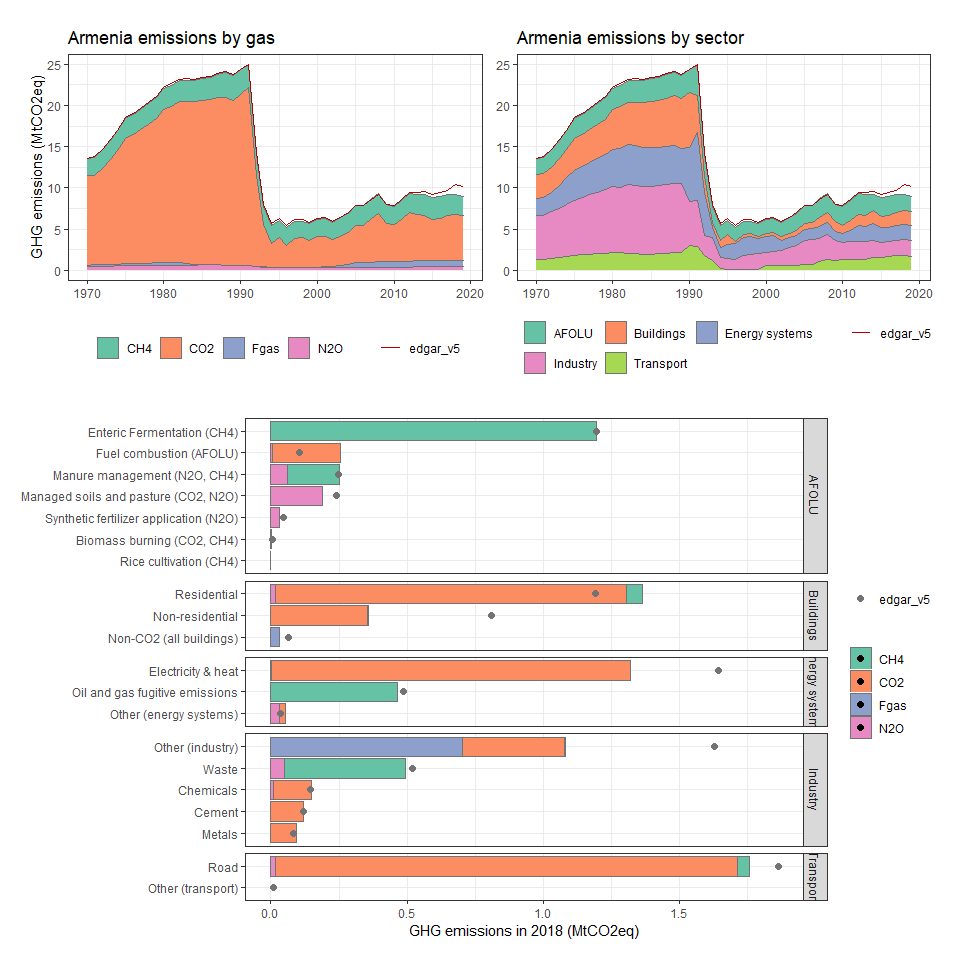 Armenia emissions by gas
Armenia emissions by sector
GHG emissions (MtCO2eq)
25
20
15
10
5
0
1970
1980
1990
2000
2010
2020
25
20
15
10
5
0
1970
1980
1990
2000
2010
2020
CH4 CO2 Fgas N2O edgar_v5
AFOLU Buildings Energy systems edgar_v5
Industry Transport
Enteric Fermentation (CH4)
Fuel combustion (AFOLU)
Manure management (N2O, CH4)
Managed soils and pasture (CO2, N2O)
Synthetic fertilizer application (N2O)
Biomass burning (CO2, CH4)
Rice cultivation (CH4)
AFOLU
Residential
Non-residential
Non-CO2 (all buildings)
Buildings
Electricity & heat
Oil and gas fugitive emissions
Other (energy systems)
nergy system
Other (industry)
Waste
Chemicals
Cement
Metals
Industry
Road
Other (transport)
Transpor
0.0
0.5
1.0
1.5
GHG emissions in 2018 (MtCO2eq)
edgar_v5
CH4
CO2
Fgas
N2O